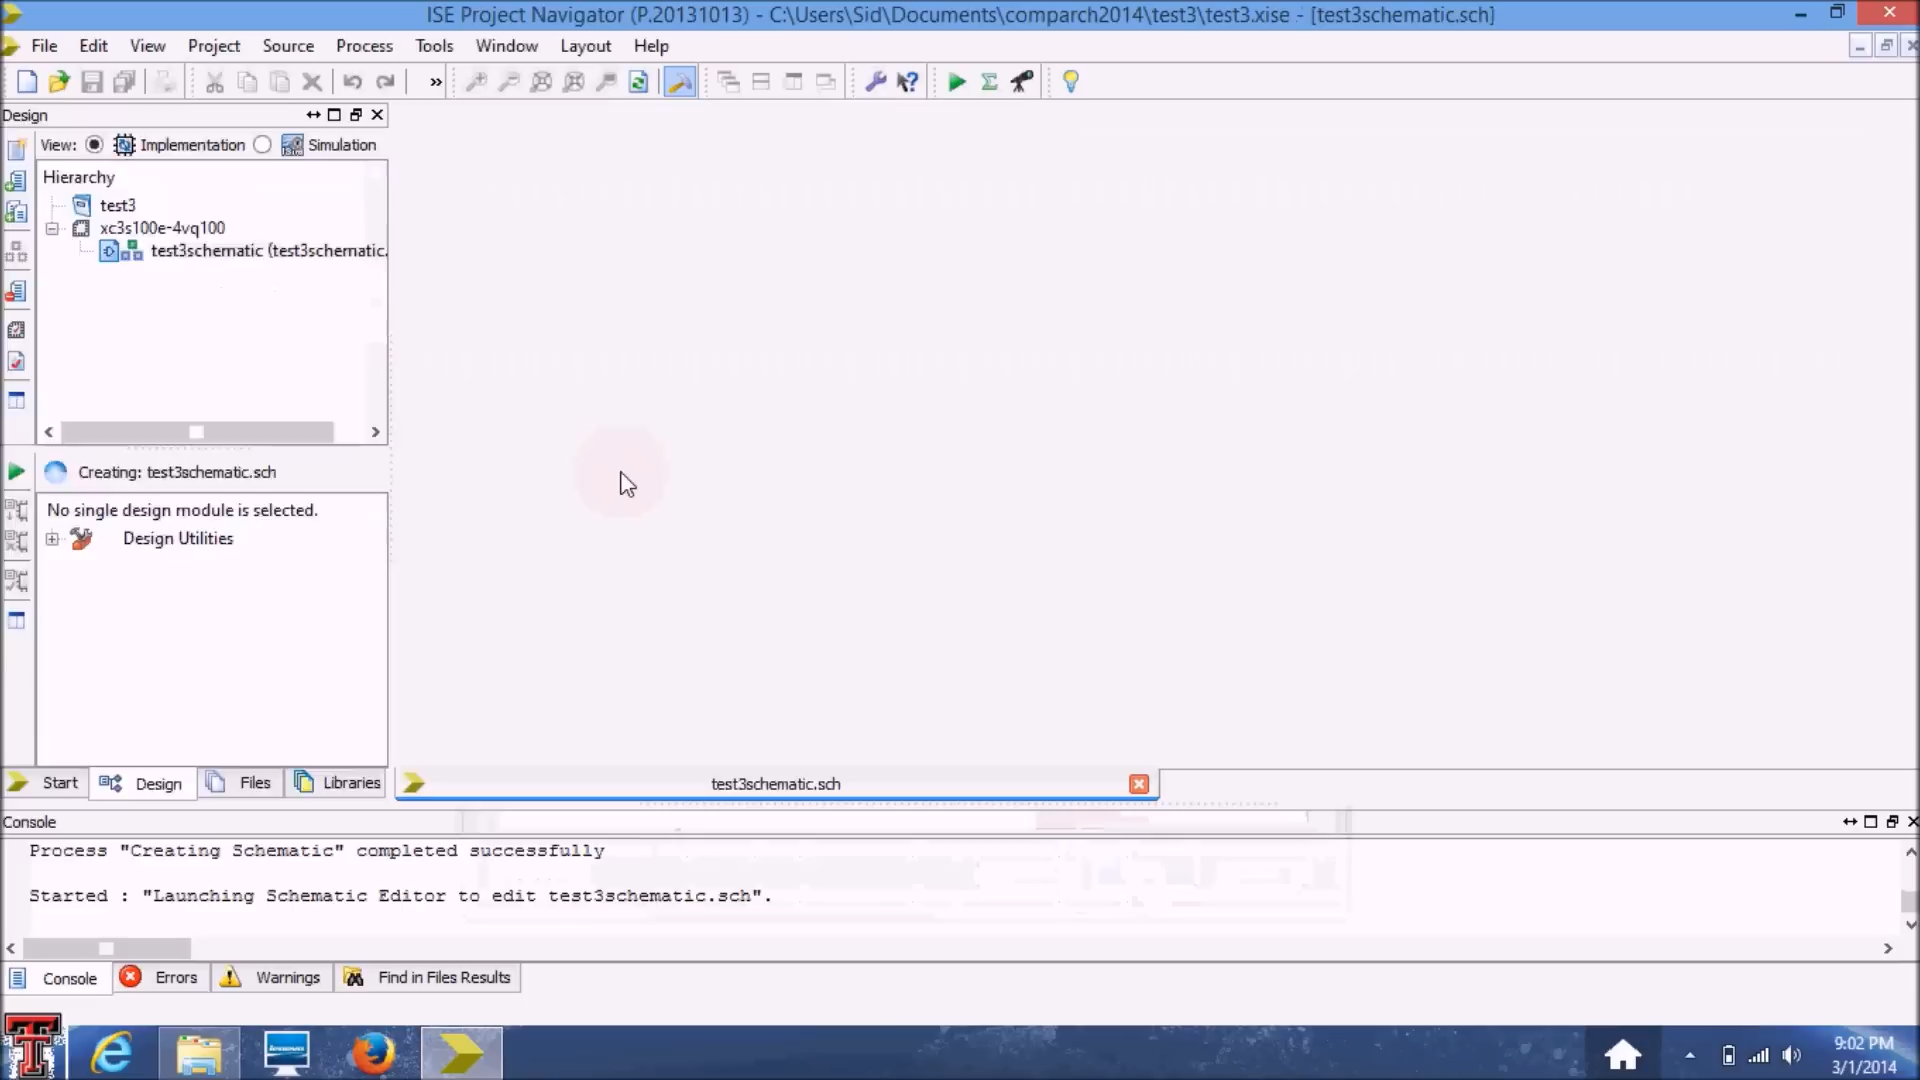 ISE Project Navigator (P.20131013) - C:\Users\Sid\Documents\comparch2014\test3\test3.xise - [test3schematic.sch]
File Edit View Project Source Process Tools Window Layout Help
Design
View: Implementation Simulation
Hierarchy
test3
xc3s100e-4vq100
test3schematic (test3schematic.
Creating: test3schematic.sch
No single design module is selected.
Design Utilities
Start Design Files Libraries
test3schematic.sch
Console
Process "Creating Schematic" completed successfully
Started : "Launching Schematic Editor to edit test3schematic.sch".
Console Errors Warnings Find in Files Results
9:02 PM
3/1/2014